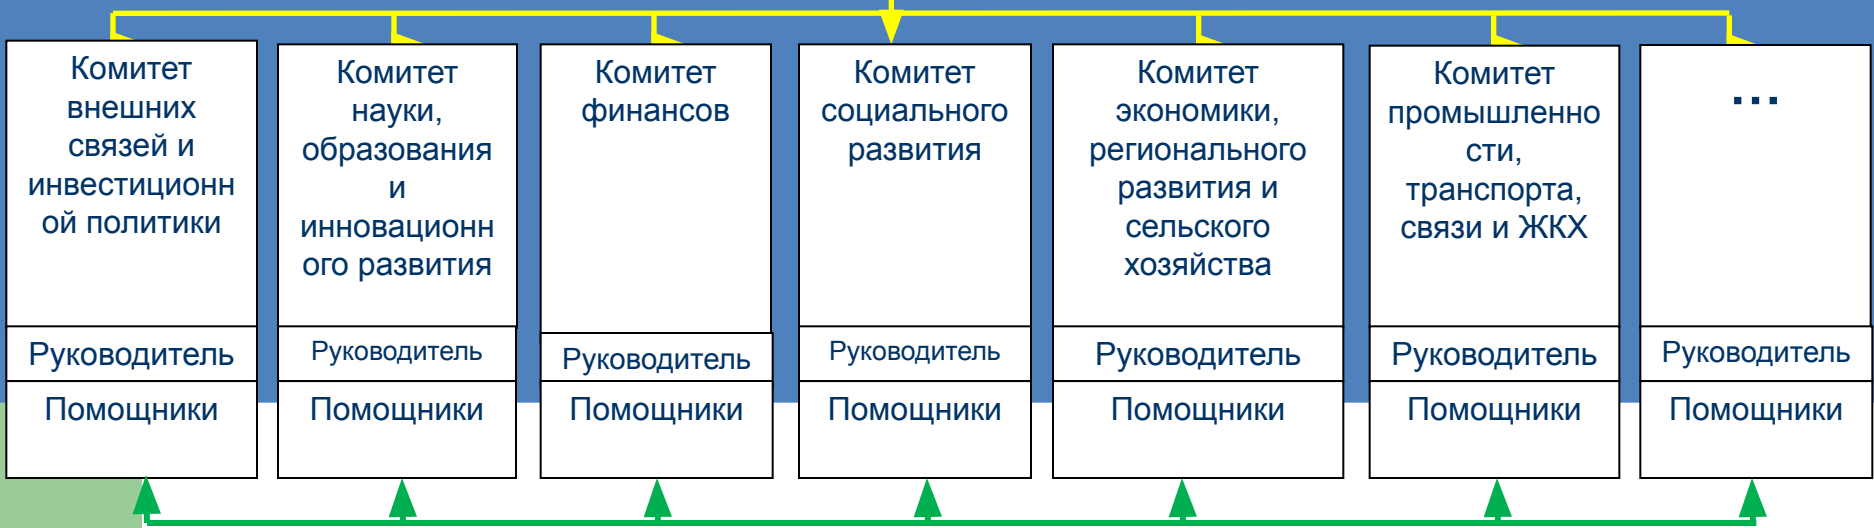 Комитет
внешних
связей и
инвестиционн
ой политики
Руководитель
Помощники
Комитет
науки,
образования
и
инновационн
ого развития
Руководитель
Помощники
Комитет
финансов
Руководитель
Помощники
Комитет
социального
развития
Руководитель
Помощники
Комитет
экономики,
регионального
развития и
сельского
хозяйства
Руководитель
Помощники
Комитет
промышленно
сти,
транспорта,
связи и ЖКХ
Руководитель
Помощники
...
Руководитель
Помощники